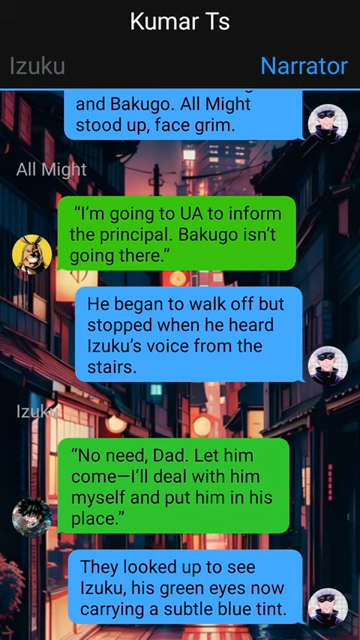 Kumar Ts
Izuku
Narrator
and Bakugo. All Might
stood up, face grim.
All Might
“I’m going to UA to inform
the principal. Bakugo isn’t
going there.”
He began to walk off but
stopped when he heard
Izuku’s voice from the
stairs.
Izuku
“No need, Dad. Let him
come—I’ll deal with him
myself and put him in his
place.”
They looked up to see
Izuku, his green eyes now
carrying a subtle blue tint.